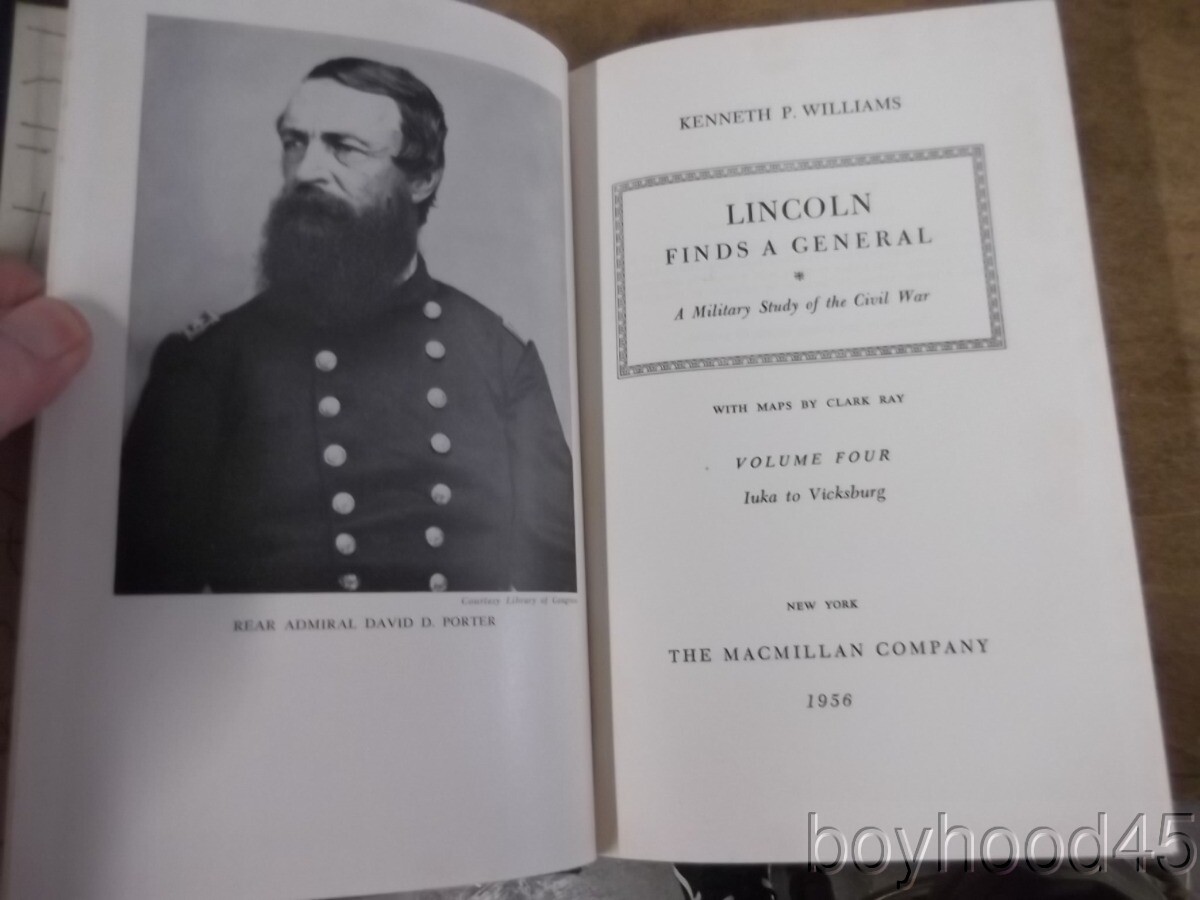 Courtesy Library of Congress
REAR ADMIRAL DAVID D. PORTER
KENNETH P. WILLIAMS
LINCOLN
FINDS A GENERAL
*
A Military Study of the Civil War
WITH MAPS BY CLARK RAY
VOLUME FOUR
Iuka to Vicksburg
NEW YORK
THE MACMILLAN COMPANY
1956
boyhood45